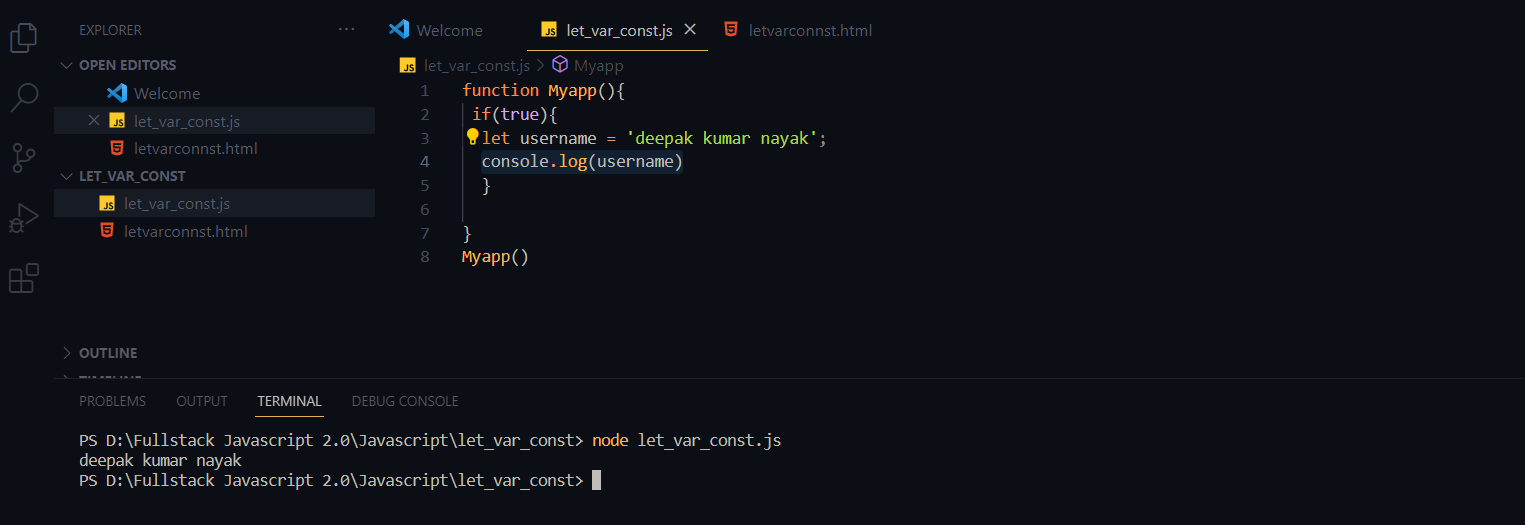 EXPLORER
···
OPEN EDITORS
Welcome
let_var_const.js
letvarconnst.html
LET_VAR_CONST
JS let_var_const.js
letvarconnst.html
OUTLINE
TIMELINE
Welcome
JS let_var_const.js
letvarconnst.html
JS let_var_const.js > Myapp
1 function Myapp(){
2 if(true){
3 let username = 'deepak kumar nayak';
4 console.log(username)
5 }
6
7 }
8 Myapp()
PROBLEMS OUTPUT TERMINAL DEBUG CONSOLE
PS D:\Fullstack Javascript 2.0\Javascript\let_var_const> node let_var_const.js
deepak kumar nayak
PS D:\Fullstack Javascript 2.0\Javascript\let_var_const>